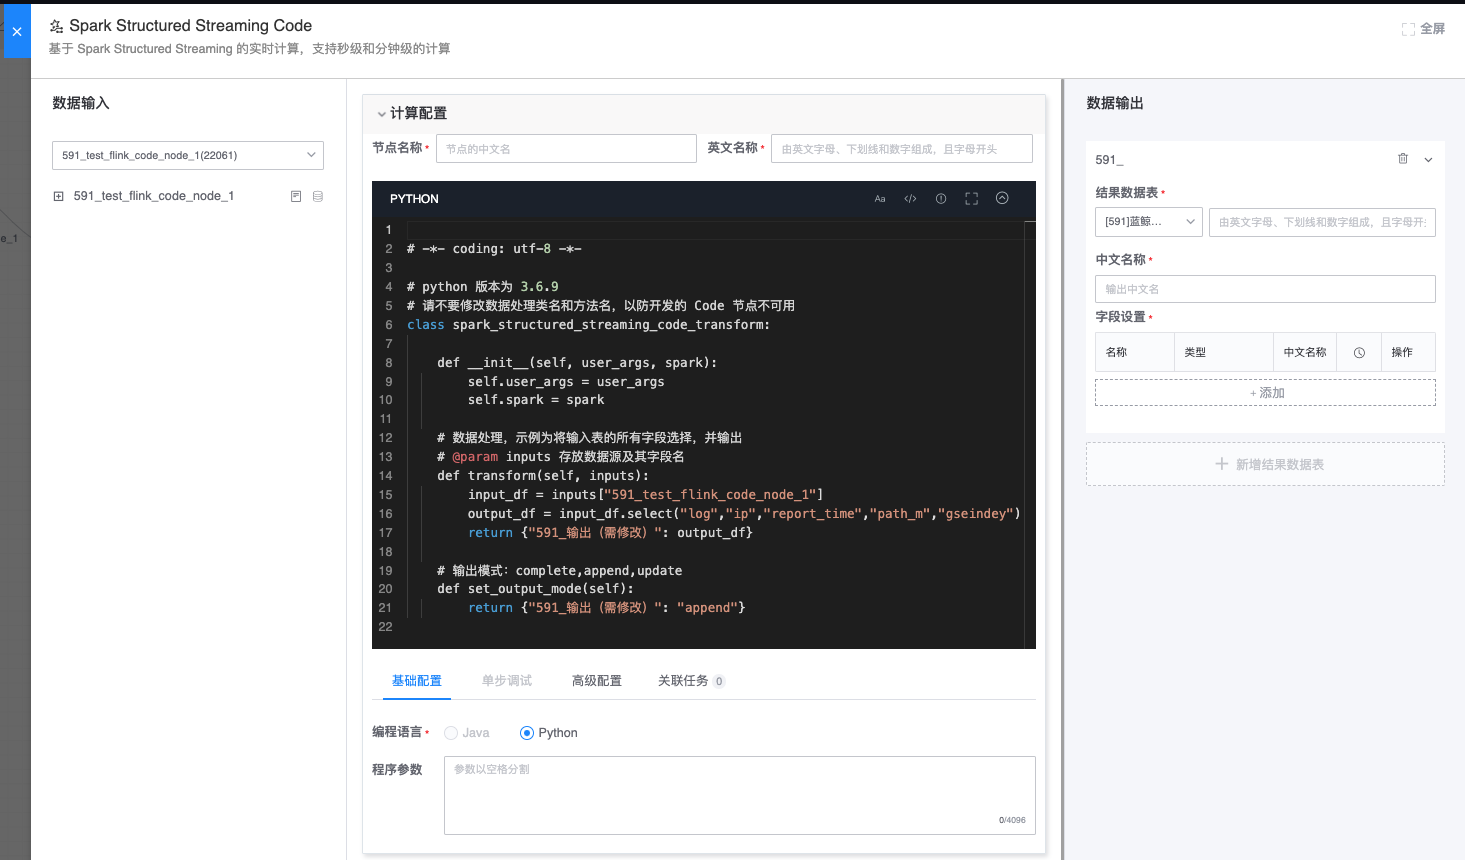 Spark Structured Streaming Code
基于 Spark Structured Streaming 的实时计算，支持秒级和分钟级的计算
全屏
e_1
数据输入
591_test_flink_code_node_1(22061)
591_test_flink_code_node_1
计算配置
节点名称 *
节点的中文名
英文名称 *
由英文字母、下划线和数字组成，且字母开头
PYTHON
Aa
1
2 # -*- coding: utf-8 -*-
3
4 # python 版本为 3.6.9
5 # 请不要修改数据处理类名和方法名，以防开发的 Code 节点不可用
6 class spark_structured_streaming_code_transform:
7
8     def __init__(self, user_args, spark):
9         self.user_args = user_args
10         self.spark = spark
11
12     # 数据处理，示例为将输入表的所有字段选择，并输出
13     # @param inputs 存放数据源及其字段名
14     def transform(self, inputs):
15         input_df = inputs["591_test_flink_code_node_1"]
16         output_df = input_df.select("log","ip","report_time","path_m","gseindey")
17         return {"591_输出（需修改）": output_df}
18
19     # 输出模式：complete,append,update
20     def set_output_mode(self):
21         return {"591_输出（需修改）": "append"}
22
基础配置
单步调试
高级配置
关联任务 0
编程语言 *
Java
Python
程序参数
参数以空格分割
0/4096
数据输出
591_
结果数据表 *
[591]蓝鲸...
由英文字母、下划线和数字组成，且字母开
中文名称 *
输出中文名
字段设置 *
名称
类型
中文名称
操作
+ 添加
新增结果数据表